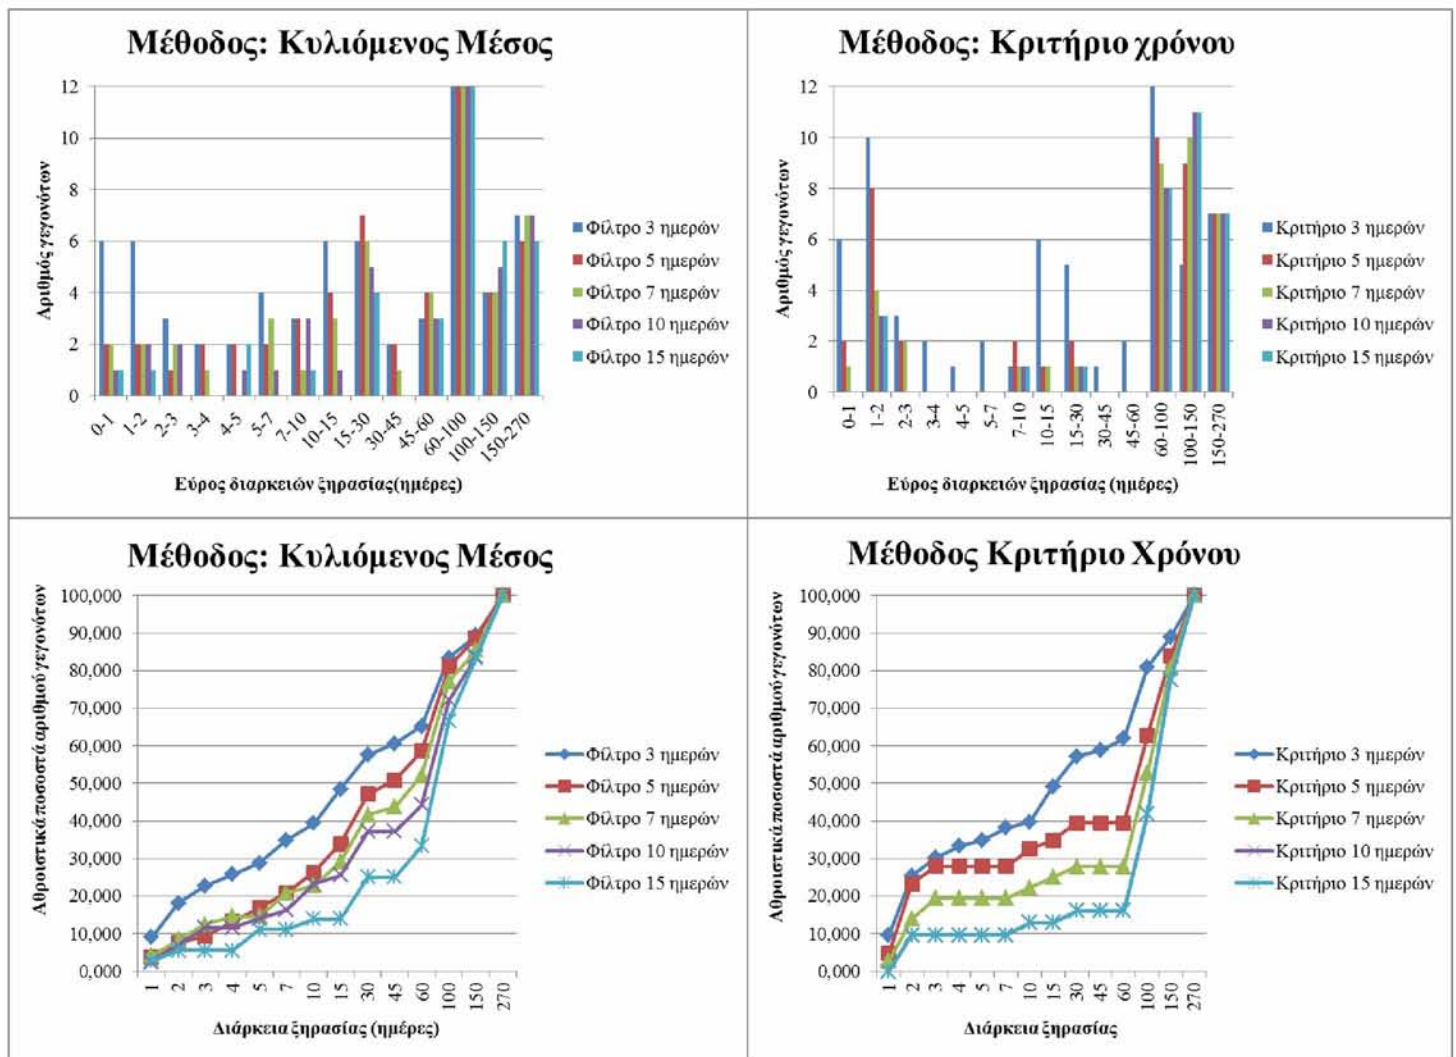 Μέθοδος: Κυλιόμενος Μέσος
Αριθμός γεγονότων
12
10
8
6
4
2
0
0-1
1-2
2-3
3-4
4-5
5-7
7-10
10-15
15-30
30-45
45-60
60-100
100-150
150-270
Εύρος διαρκειών ξηρασίας(ημέρες)
Φίλτρο 3 ημερών
Φίλτρο 5 ημερών
Φίλτρο 7 ημερών
Φίλτρο 10 ημερών
Φίλτρο 15 ημερών
Μέθοδος: Κριτήριο χρόνου
Αριθμός γεγονότων
12
10
8
6
4
2
0
0-1
1-2
2-3
3-4
4-5
5-7
7-10
10-15
15-30
30-45
45-60
60-100
100-150
150-270
Εύρος διαρκειών ξηρασίας (ημέρες)
Κριτήριο 3 ημερών
Κριτήριο 5 ημερών
Κριτήριο 7 ημερών
Κριτήριο 10 ημερών
Κριτήριο 15 ημερών
Μέθοδος: Κυλιόμενος Μέσος
Αθροιστικά ποσοστά αριθμού γεγονότων
100,000
90,000
80,000
70,000
60,000
50,000
40,000
30,000
20,000
10,000
0,000
1
2
3
4
5
7
10
15
30
45
60
100
150
270
Διάρκεια ξηρασίας (ημέρες)
Φίλτρο 3 ημερών
Φίλτρο 5 ημερών
Φίλτρο 7 ημερών
Φίλτρο 10 ημερών
Φίλτρο 15 ημερών
Μέθοδος Κριτήριο Χρόνου
Αθροιστικά ποσοστά αριθμού γεγονότων
100,000
90,000
80,000
70,000
60,000
50,000
40,000
30,000
20,000
10,000
0,000
1
2
3
4
5
7
10
15
30
45
60
100
150
270
Διάρκεια ξηρασίας
Κριτήριο 3 ημερών
Κριτήριο 5 ημερών
Κριτήριο 7 ημερών
Κριτήριο 10 ημερών
Κριτήριο 15 ημερών